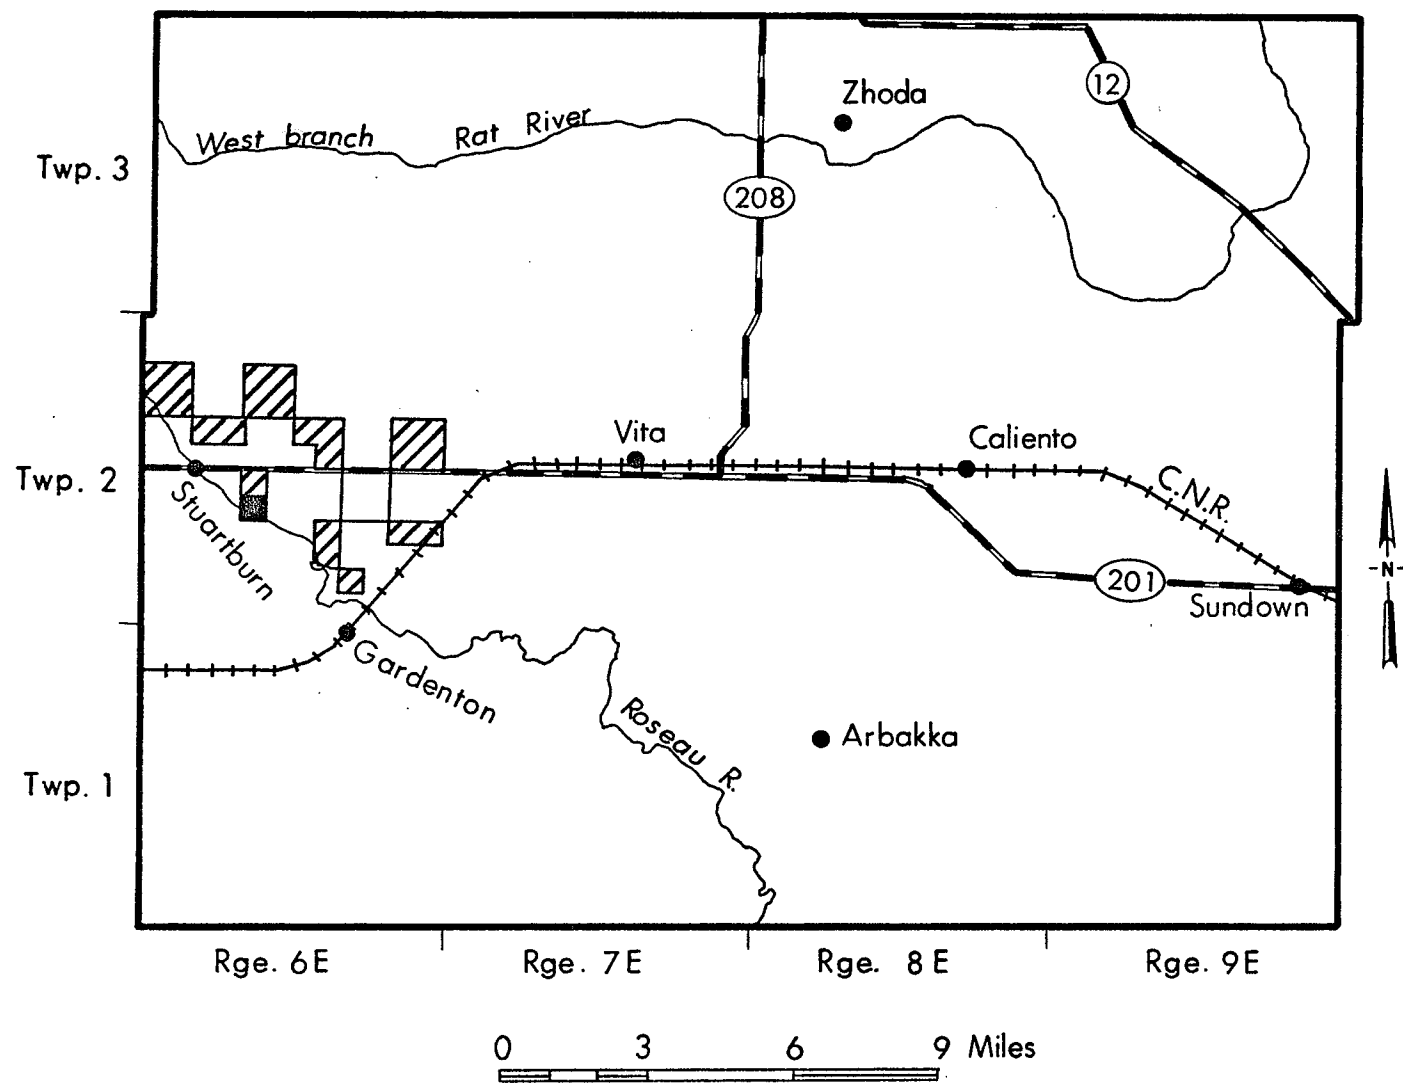 12
Zhoda
West branch Rat River
Twp. 3
208
Vita
Caliento
Twp. 2
C.N.R.
Stuartburn
201
-N-
Sundown
Gardenton
Roseau R.
Arbakka
Twp. 1
Rge. 6E Rge. 7E Rge. 8E Rge. 9E
0 3 6 9 Miles